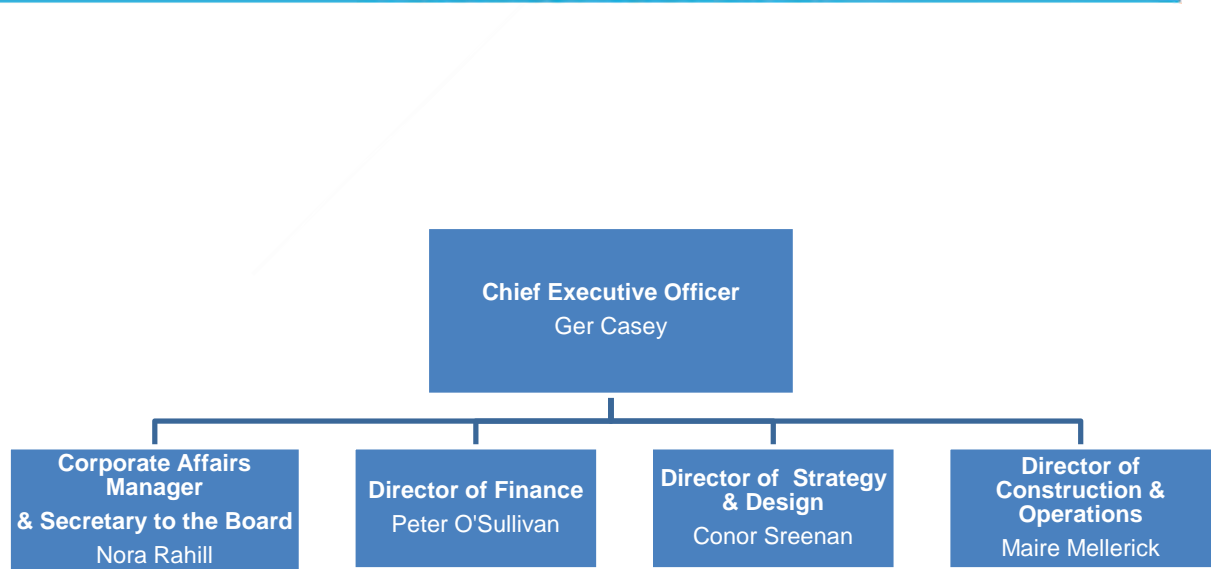 Chief Executive Officer
Ger Casey
Corporate Affairs
Manager
& Secretary to the Board
Nora Rahill
Director of Finance
Peter O'Sullivan
Director of Strategy
& Design
Conor Sreenan
Director of
Construction &
Operations
Maire Mellerick